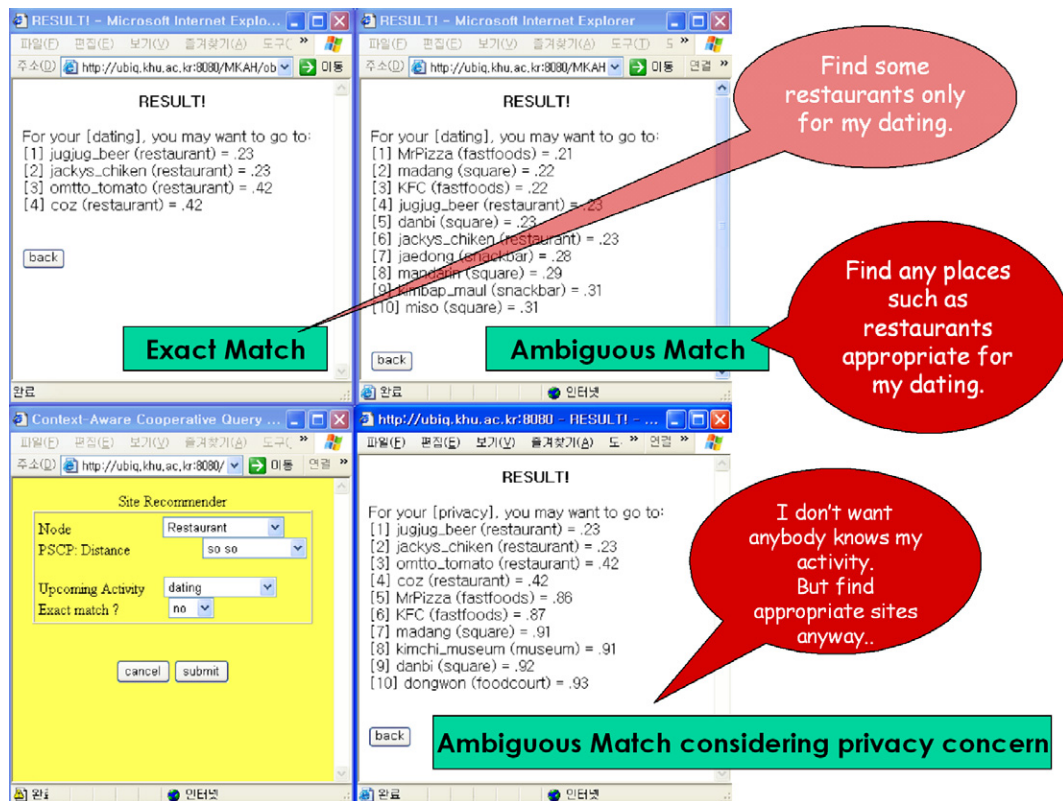 RESULT! - Microsoft Internet Explo...
파일(F) 편집(E) 보기(V) 즐겨찾기(A) 도구( »
주소(D) http://ubiq.khu.ac.kr:8080/MKAH/ob 이동
RESULT!
For your [dating], you may want to go to:
[1] jugjug_beer (restaurant) = .23
[2] jackys_chiken (restaurant) = .23
[3] omtto_tomato (restaurant) = .42
[4] coz (restaurant) = .42
back
Exact Match
완료
RESULT! - Microsoft Internet Explorer
파일(F) 편집(E) 보기(V) 즐겨찾기(A) 도구(T) »
주소(D) http://ubiq.khu.ac.kr:8080/MKAH 이동 연결 »
RESULT!
For your [dating], you may want to go to:
[1] MrPizza (fastfoods) = .21
[2] madang (square) = .22
[3] KFC (fastfoods) = .22
[4] jugjug_beer (restaurant) = .23
[5] danbi (square) = .23
[6] jackys_chiken (restaurant) = .23
[7] jaedong (snackbar) = .28
[8] mandarin (square) = .29
[9] kimbap_maul (snackbar) = .31
[10] miso (square) = .31
back
Ambiguous Match
완료 인터넷
Find some
restaurants only
for my dating.
Find any places
such as
restaurants
appropriate for
my dating.
Context-Aware Cooperative Query ...
파일(F) 편집(E) 보기(V) 즐겨찾기(A) 도구( »
주소(D) http://ubiq.khu.ac.kr:8080/ 이동 연결 »
Site Recommender
Node Restaurant
PSCP: Distance so so
Upcoming Activity dating
Exact match ? no
cancel submit
인터넷
http://ubiq.khu.ac.kr:8080 - RESULT! - ...
파일(F) 편집(E) 보기(V) 즐겨찾기(A) 도 » 연결 »
RESULT!
For your [privacy], you may want to go to:
[1] jugjug_beer (restaurant) = .23
[2] jackys_chiken (restaurant) = .23
[3] omtto_tomato (restaurant) = .42
[4] coz (restaurant) = .42
[5] MrPizza (fastfoods) = .86
[6] KFC (fastfoods) = .87
[7] madang (square) = .91
[8] kimchi_museum (museum) = .91
[9] danbi (square) = .92
[10] dongwon (foodcourt) = .93
back
Ambiguous Match considering privacy concern
완료 인터넷
I don't want
anybody knows my
activity.
But find
appropriate sites
anyway..